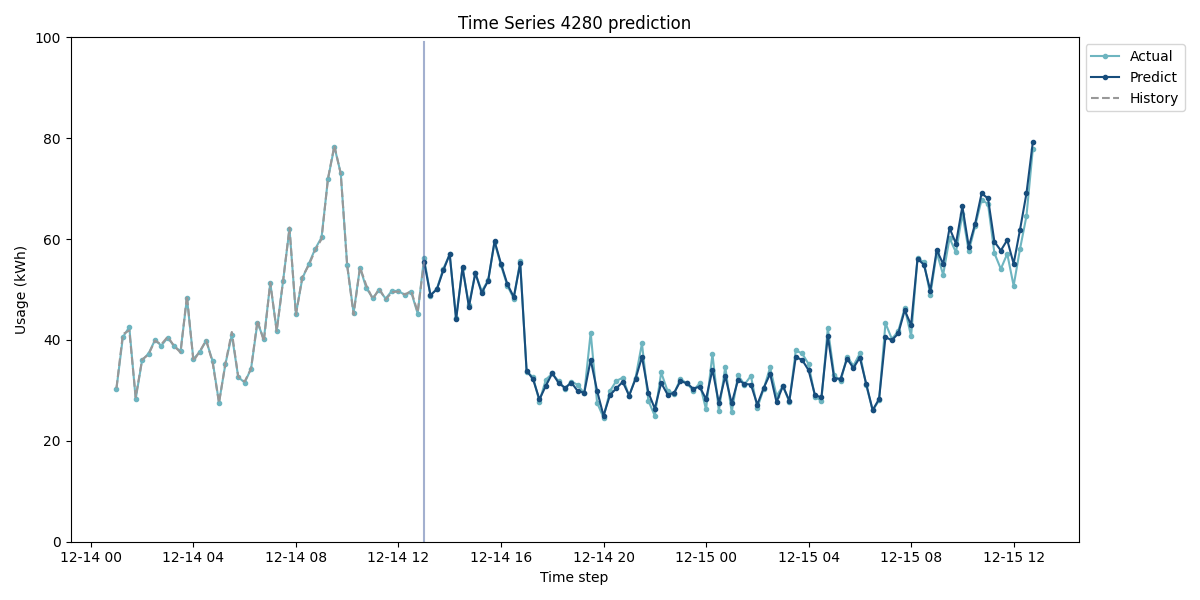 Time Series 4280 prediction
100
80
60
40
20
0
Usage (kWh)
12-14 00
12-14 04
12-14 08
12-14 12
12-14 16
12-14 20
12-15 00
12-15 04
12-15 08
12-15 12
Time step
Actual
Predict
History